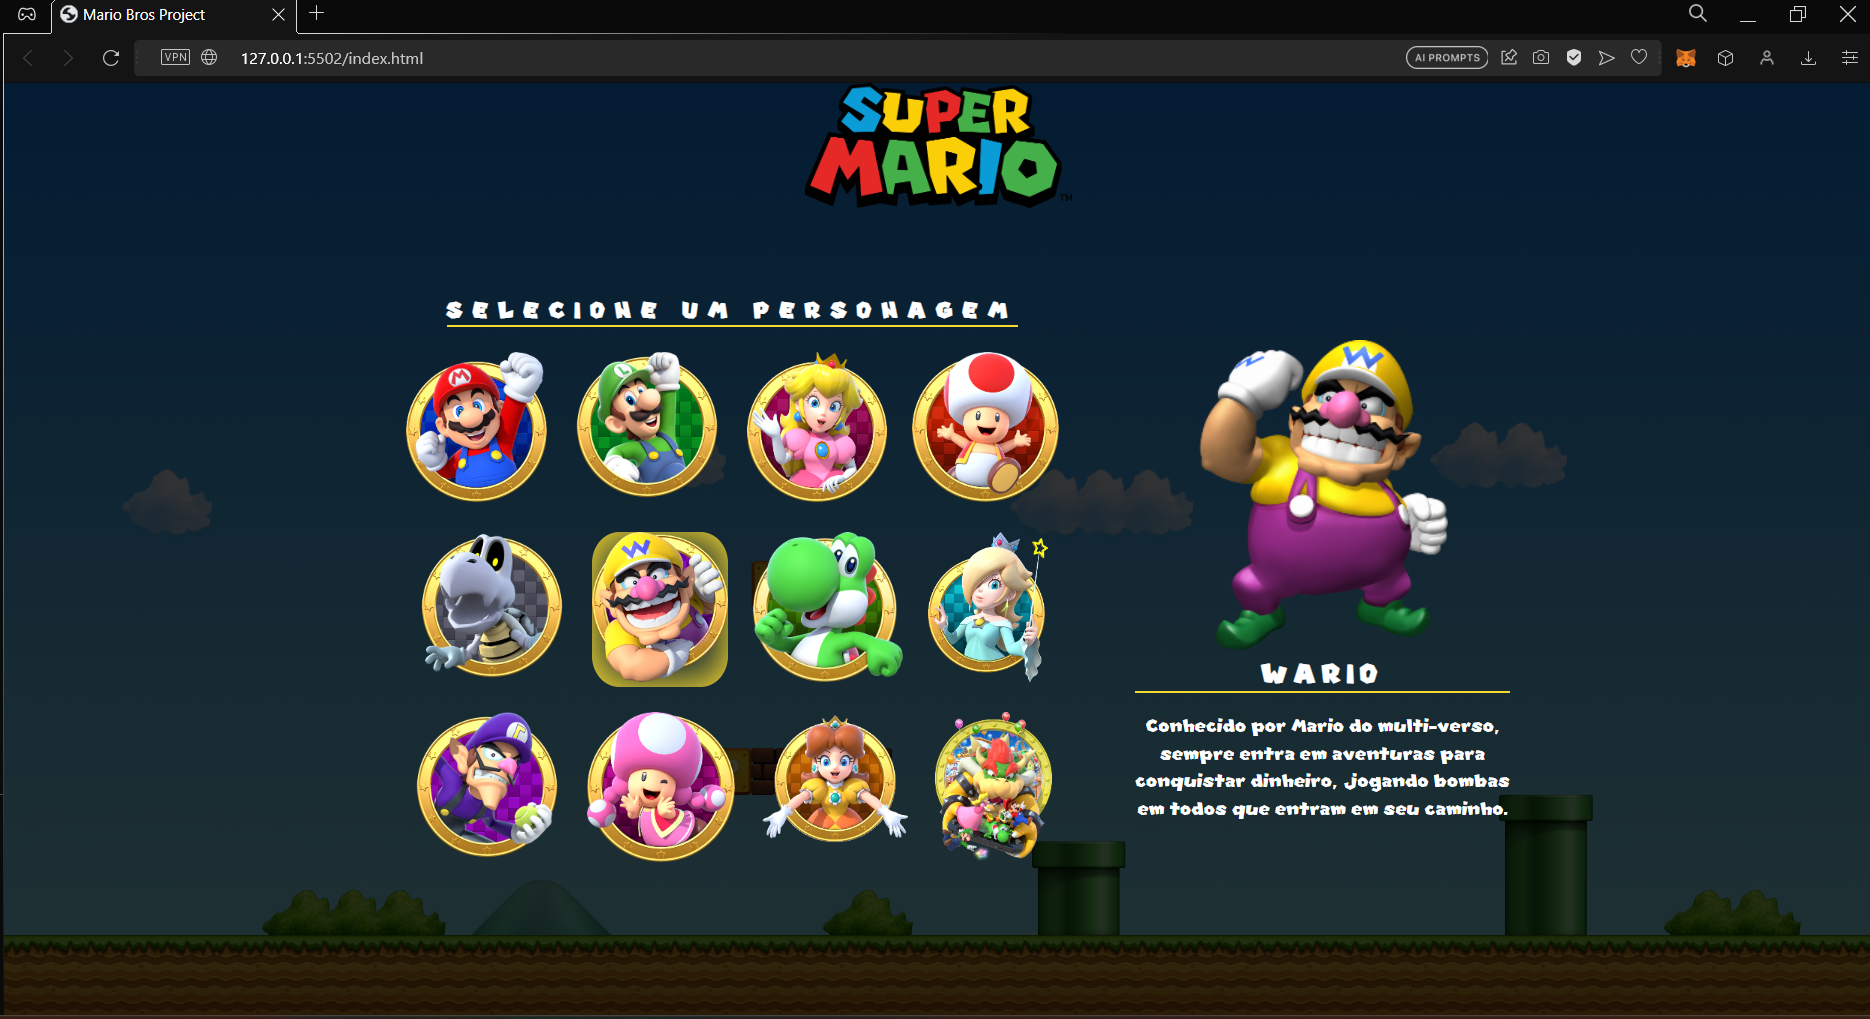 Mario Bros Project
VPN
127.0.0.1:5502/index.html
AI PROMPTS
SUPER
MARIO
TM
SELECIONE UM PERSONAGEM
M
L
W
W
WARIO
Conhecido por Mario do multi-verso,
sempre entra em aventuras para
conquistar dinheiro, jogando bombas
em todos que entram em seu caminho.